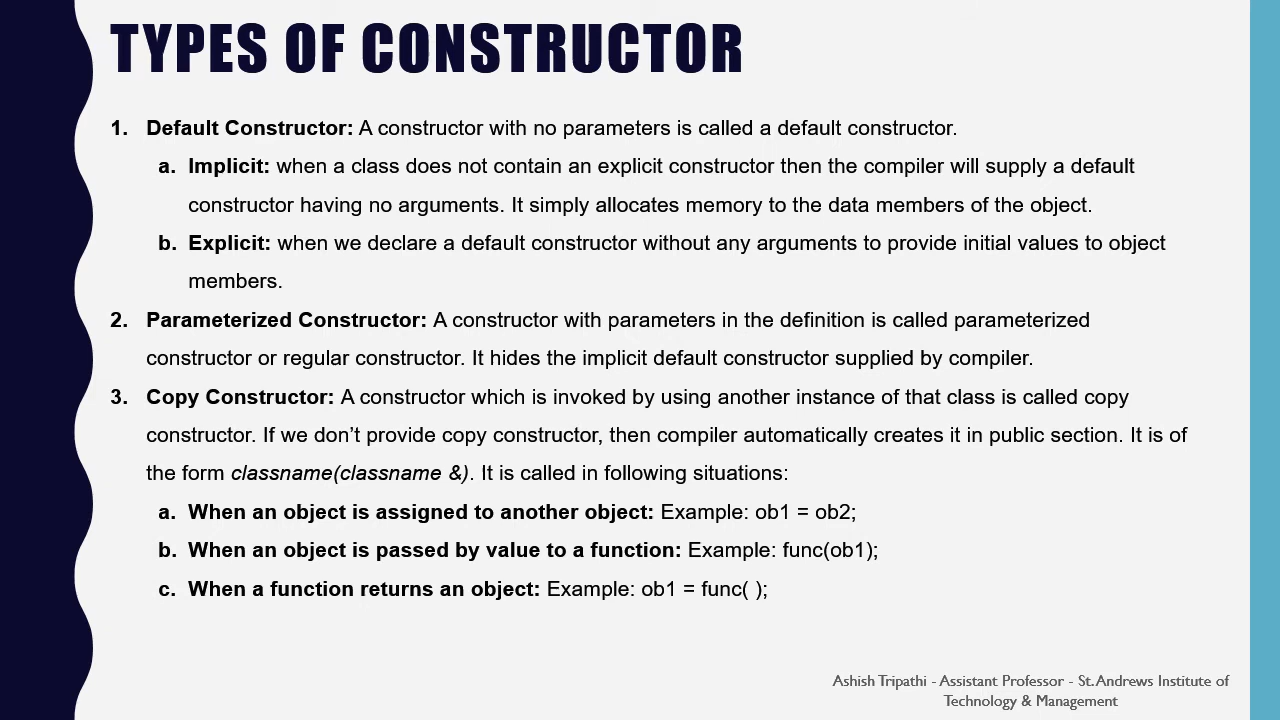 TYPES OF CONSTRUCTOR
1. Default Constructor: A constructor with no parameters is called a default constructor.
a. Implicit: when a class does not contain an explicit constructor then the compiler will supply a default
constructor having no arguments. It simply allocates memory to the data members of the object.
b. Explicit: when we declare a default constructor without any arguments to provide initial values to object
members.
2. Parameterized Constructor: A constructor with parameters in the definition is called parameterized
constructor or regular constructor. It hides the implicit default constructor supplied by compiler.
3. Copy Constructor: A constructor which is invoked by using another instance of that class is called copy
constructor. If we don’t provide copy constructor, then compiler automatically creates it in public section. It is of
the form classname(classname &). It is called in following situations:
a. When an object is assigned to another object: Example: ob1 = ob2;
b. When an object is passed by value to a function: Example: func(ob1);
c. When a function returns an object: Example: ob1 = func( );
Ashish Tripathi - Assistant Professor - St.Andrews Institute of
Technology & Management